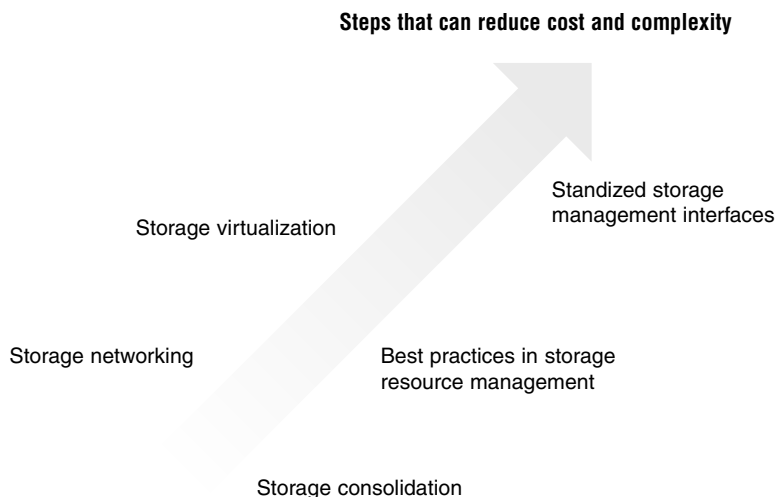 Steps that can reduce cost and complexity
Standized storage
management interfaces
Storage virtualization
Storage networking
Best practices in storage
resource management
Storage consolidation